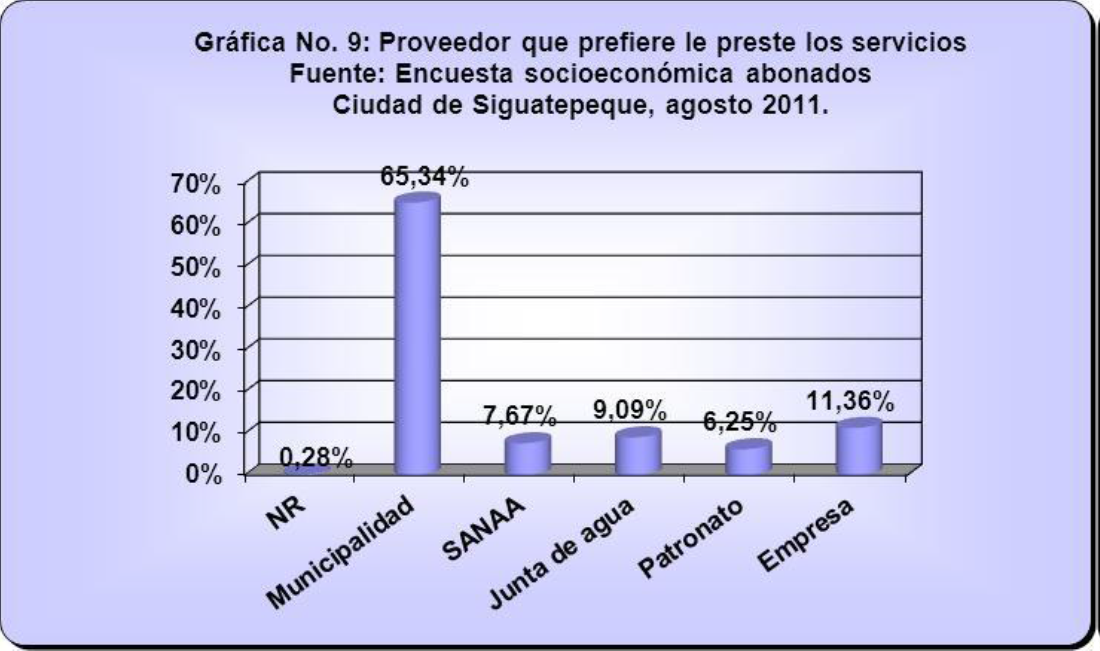 Gráfica No. 9: Proveedor que prefiere le preste los servicios
Fuente: Encuesta socioeconómica abonados
Ciudad de Siguatepeque, agosto 2011.
70%
60%
50%
40%
30%
20%
10%
0%
0,28%
65,34%
7,67%
9,09%
6,25%
11,36%
NR
Municipalidad
SANAA
Junta de agua
Patronato
Empresa